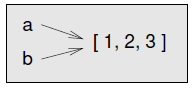 a
b
[ 1, 2, 3 ]